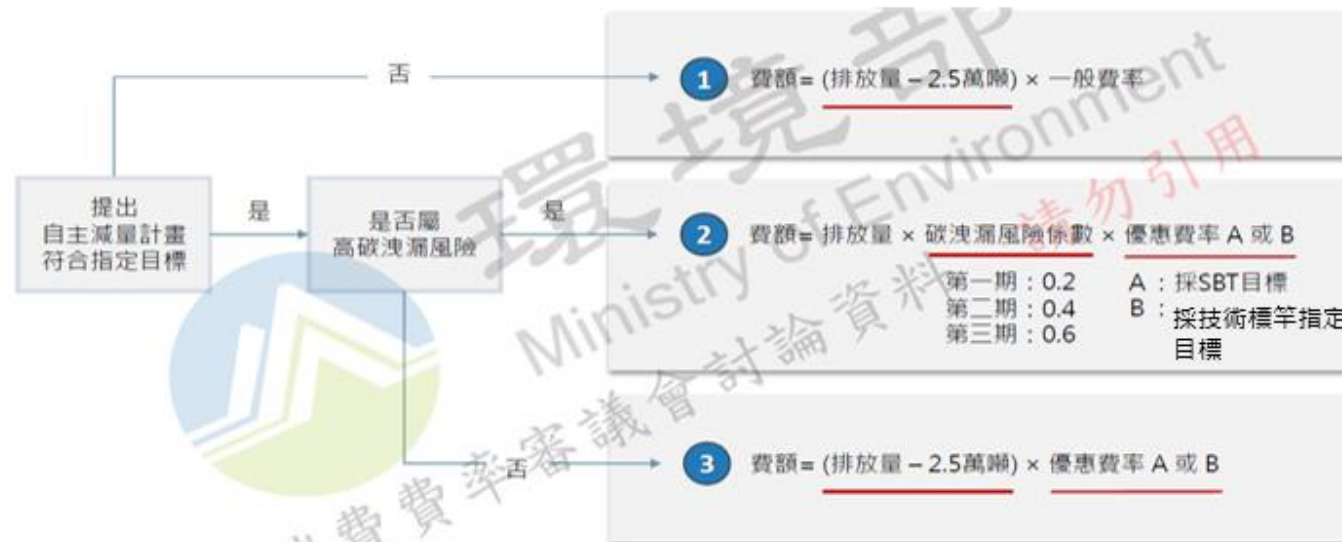 否
1 費額= (排放量 – 2.5萬噸) × 一般費率
提出
自主減量計畫
符合指定目標
是
是否屬
高碳洩漏風險
是
2 費額= 排放量 × 碳洩漏風險係數 × 優惠費率 A 或 B
第一期：0.2
第二期：0.4
第三期：0.6
A ：採SBT目標
B ：採技術標竿指定
目標
否
3 費額= (排放量 – 2.5萬噸) × 優惠費率 A 或 B
環境部
Ministry of Environment
費費率審議會討論資料 請勿引用